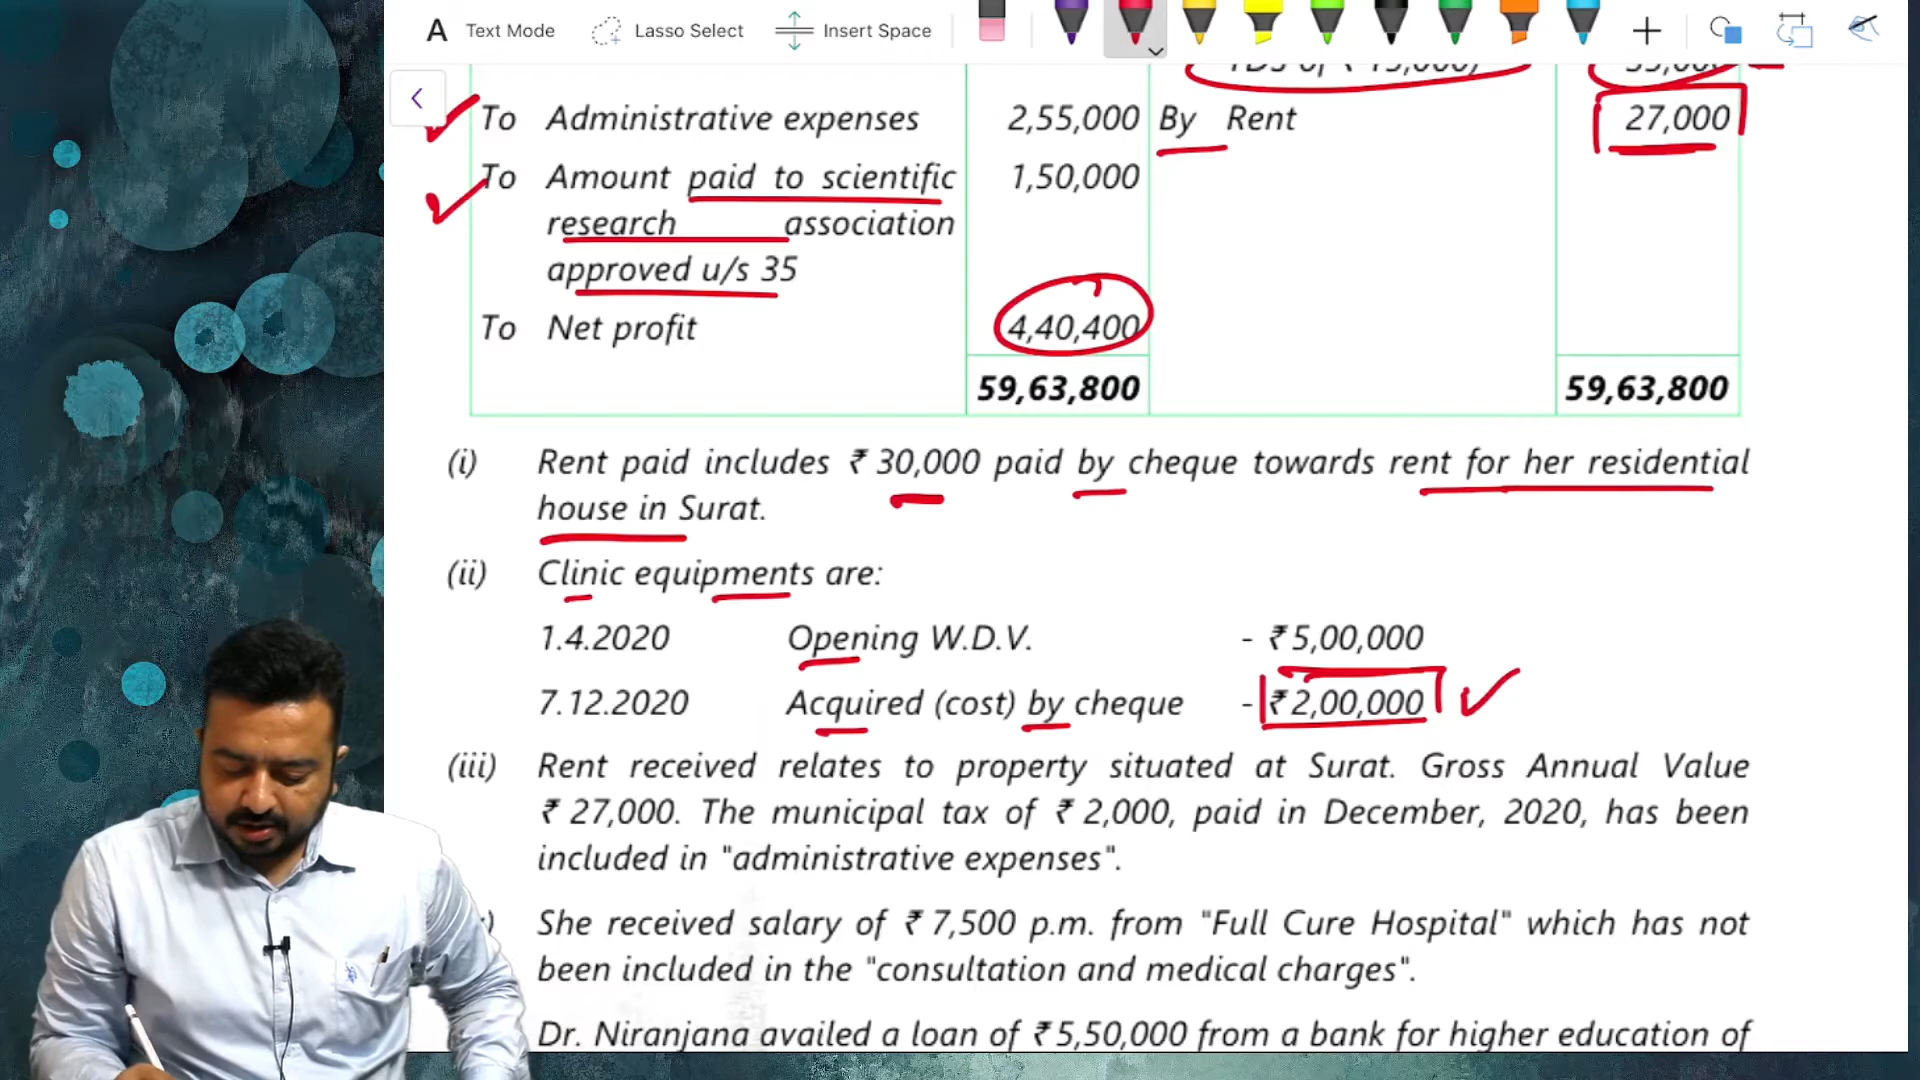 A Text Mode Lasso Select Insert Space
To Administrative expenses 2,55,000 By Rent 27,000
To Amount paid to scientific 1,50,000
research association
approved u/s 35
To Net profit 4,40,400
59,63,800 59,63,800
(i) Rent paid includes ₹ 30,000 paid by cheque towards rent for her residential
house in Surat.
(ii) Clinic equipments are:
1.4.2020 Opening W.D.V. - ₹ 5,00,000
7.12.2020 Acquired (cost) by cheque - ₹ 2,00,000
(iii) Rent received relates to property situated at Surat. Gross Annual Value
₹ 27,000. The municipal tax of ₹ 2,000, paid in December, 2020, has been
included in "administrative expenses".
She received salary of ₹ 7,500 p.m. from "Full Cure Hospital" which has not
been included in the "consultation and medical charges".
Dr. Niranjana availed a loan of ₹ 5,50,000 from a bank for higher education of